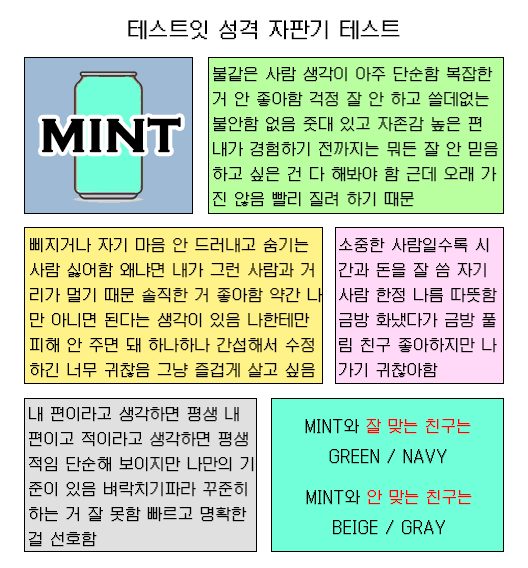 테스트잇 성격 자판기 테스트
MINT
불같은 사람 생각이 아주 단순함 복잡한
거 안 좋아함 걱정 잘 안 하고 쓸데없는
불안함 없음 줏대 있고 자존감 높은 편
내가 경험하기 전까지는 뭐든 잘 안 믿음
하고 싶은 건 다 해봐야 함 근데 오래 가
진 않음 빨리 질려 하기 때문
삐지거나 자기 마음 안 드러내고 숨기는
사람 싫어함 왜냐면 내가 그런 사람과 거
리가 멀기 때문 솔직한 거 좋아함 약간 나
만 아니면 된다는 생각이 있음 나한테만
피해 안 주면 돼 하나하나 간섭해서 수정
하긴 너무 귀찮음 그냥 즐겁게 살고 싶음
소중한 사람일수록 시
간과 돈을 잘 씀 자기
사람 한정 나름 따뜻함
금방 화냈다가 금방 풀
림 친구 좋아하지만 나
가기 귀찮아함
내 편이라고 생각하면 평생 내
편이고 적이라고 생각하면 평생
적임 단순해 보이지만 나만의 기
준이 있음 벼락치기파라 꾸준히
하는 거 잘 못함 빠르고 명확한
걸 선호함
MINT와 잘 맞는 친구는
GREEN / NAVY
MINT와 안 맞는 친구는
BEIGE / GRAY